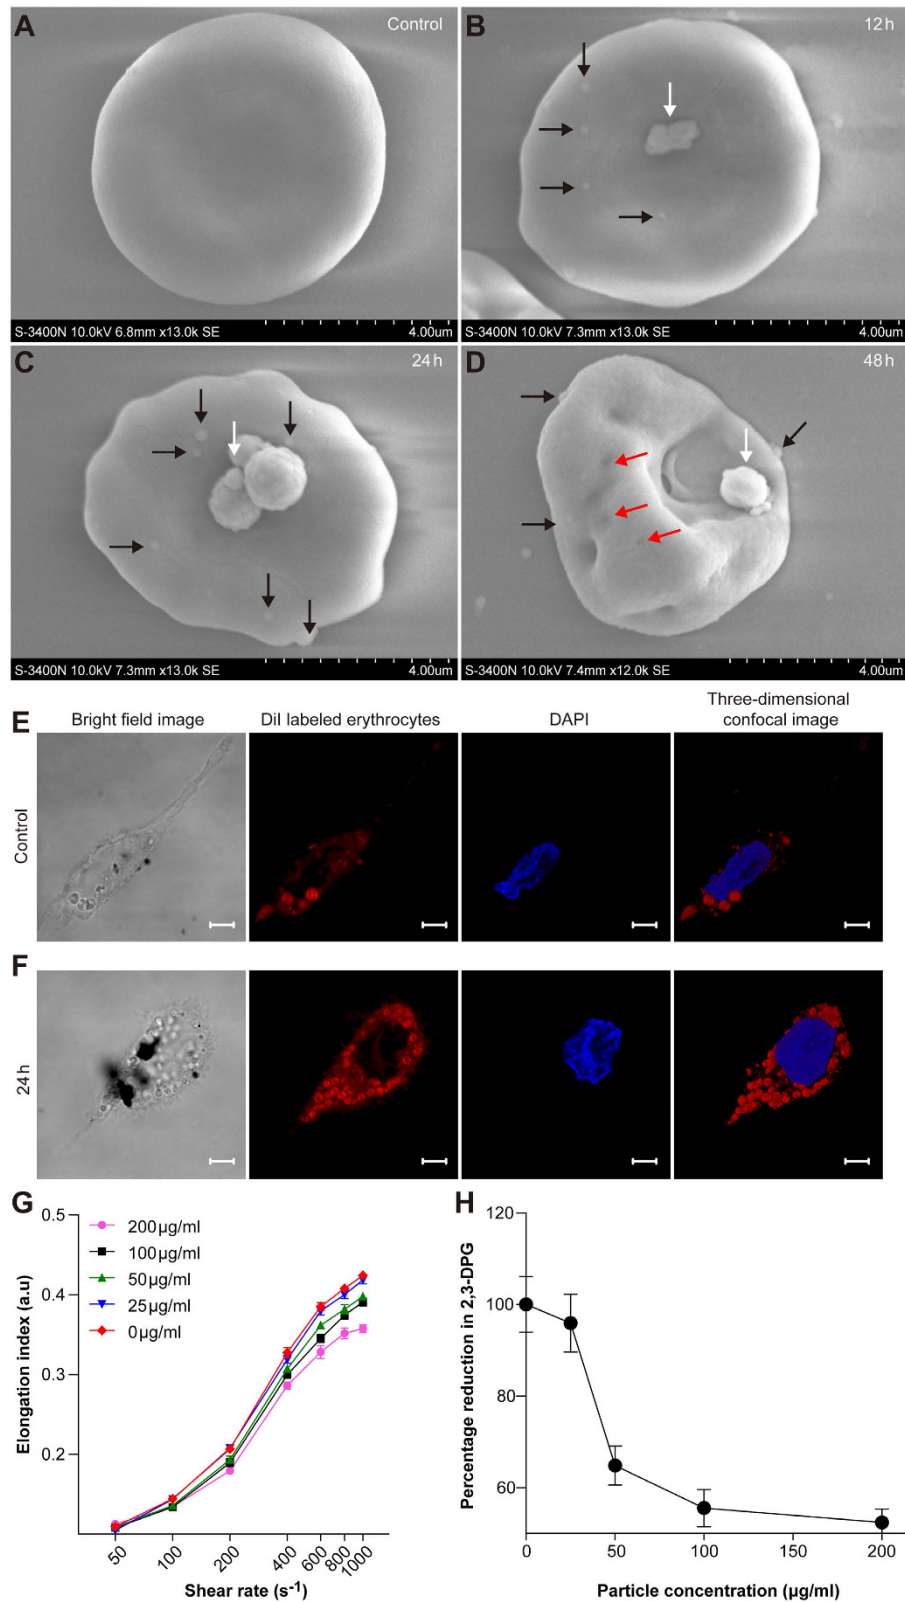 A
Control
S-3400N 10.0kV 6.8mm x13.0k SE
4.00um
B
12h
S-3400N 10.0kV 7.3mm x13.0k SE
4.00um
C
24h
S-3400N 10.0kV 7.3mm x13.0k SE
4.00um
D
48h
S-3400N 10.0kV 7.4mm x12.0k SE
4.00um
E
Bright field image
DiI labeled erythrocytes
DAPI
Three-dimensional
confocal image
Control
F
24h
G
0.5
0.4
0.3
0.2
Elongation index (a.u)
200µg/ml
100µg/ml
50µg/ml
25µg/ml
0µg/ml
50
100
200
400
600
800
1000
Shear rate (s-1)
H
120
100
80
60
Percentage reduction in 2,3-DPG
0
50
100
150
200
Particle concentration (µg/ml)